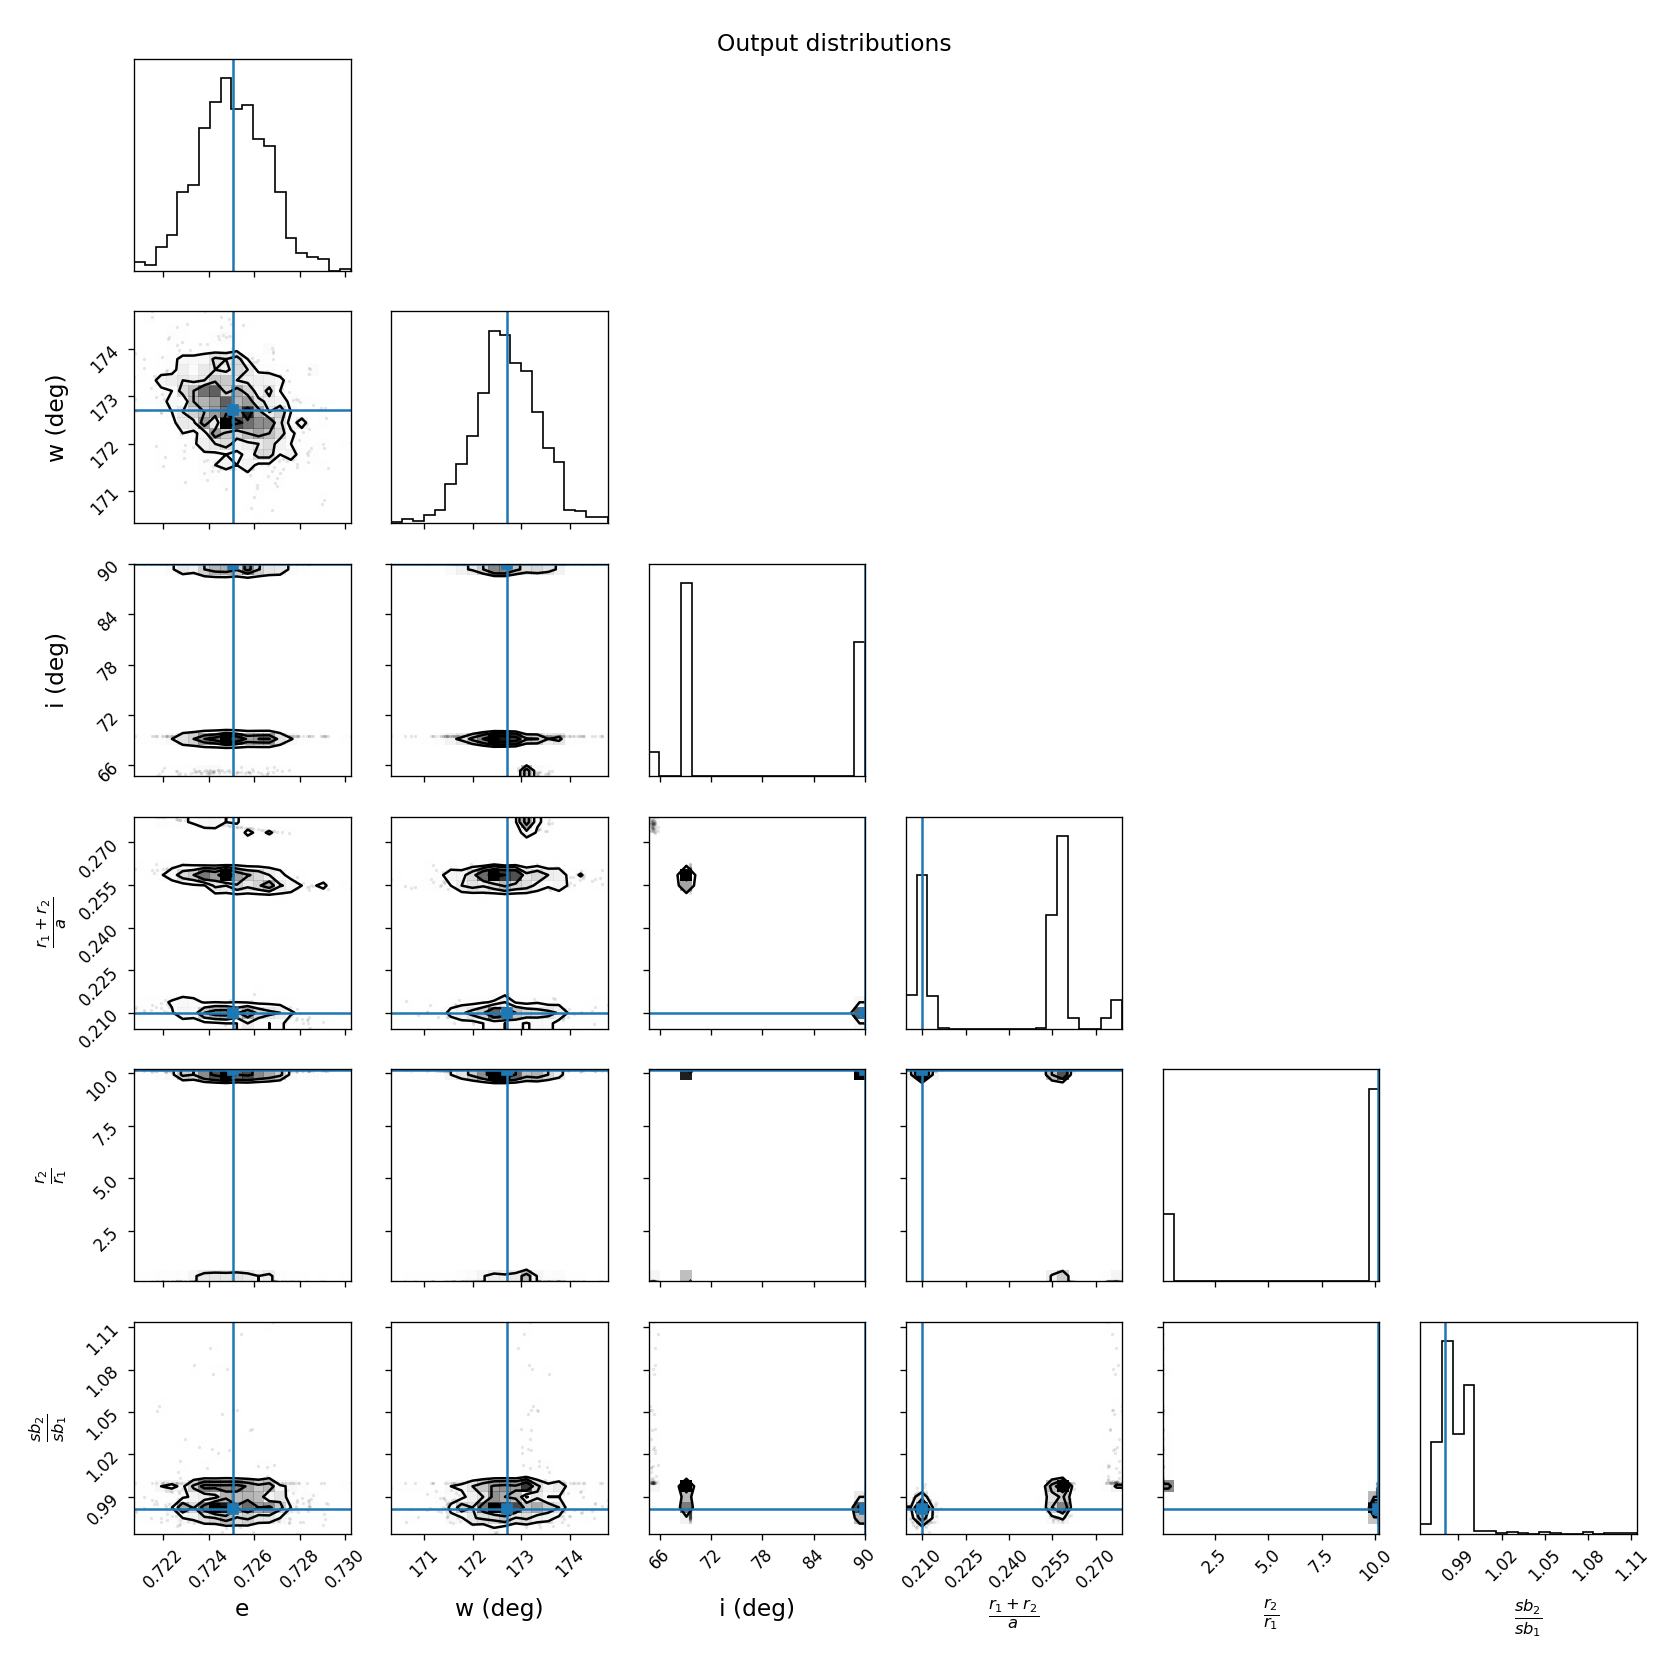 Output distributions
w (deg)
174
173
172
171
i (deg)
90
84
78
72
66
r₁ + r₂
a
0.270
0.255
0.240
0.225
0.210
r₂
r₁
10.0
7.5
5.0
2.5
sb₂
sb₁
1.11
1.08
1.05
1.02
0.99
0.722 0.724 0.726 0.728 0.730
171 172 173 174
66 72 78 84 90
0.210 0.225 0.240 0.255 0.270
2.5 5.0 7.5 10.0
0.99 1.02 1.05 1.08 1.11
e
w (deg)
i (deg)
r₁ + r₂
a
r₂
r₁
sb₂
sb₁